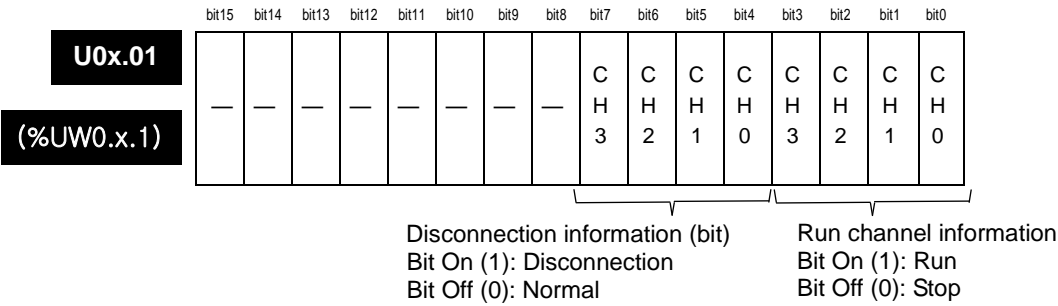 bit15 bit14 bit13 bit12 bit11 bit10 bit9 bit8 bit7 bit6 bit5 bit4 bit3 bit2 bit1 bit0
U0x.01
(%UW0.x.1)
— — — — — — — — CH3 CH2 CH1 CH0 CH3 CH2 CH1 CH0
Disconnection information (bit)
Bit On (1): Disconnection
Bit Off (0): Normal
Run channel information
Bit On (1): Run
Bit Off (0): Stop